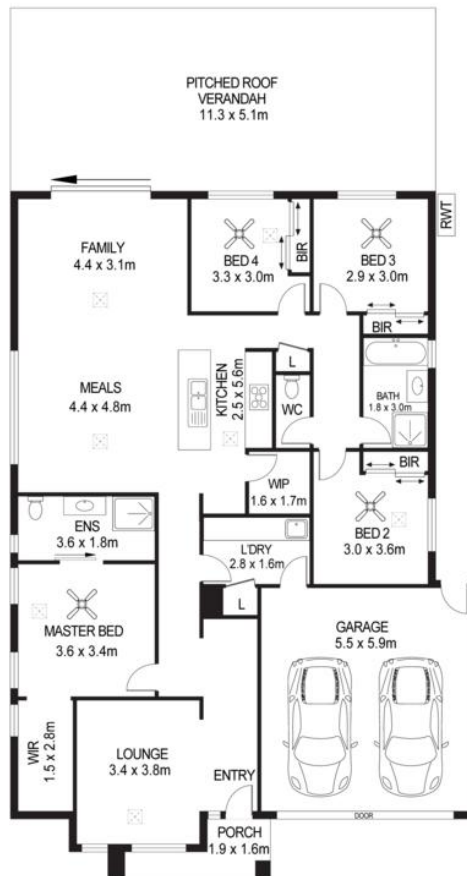 PITCHED ROOF
VERANDAH
11.3 x 5.1m
RWT
FAMILY
4.4 x 3.1m
BED 4
3.3 x 3.0m
BIR
BED 3
2.9 x 3.0m
BIR
L
MEALS
4.4 x 4.8m
KITCHEN
2.5 x 5.6m
WC
BATH
1.8 x 3.0m
BIR
WIP
1.6 x 1.7m
BED 2
3.0 x 3.6m
ENS
3.6 x 1.8m
L'DRY
2.8 x 1.6m
L
MASTER BED
3.6 x 3.4m
GARAGE
5.5 x 5.9m
WIR
1.5 x 2.8m
LOUNGE
3.4 x 3.8m
ENTRY
DOOR
PORCH
1.9 x 1.6m